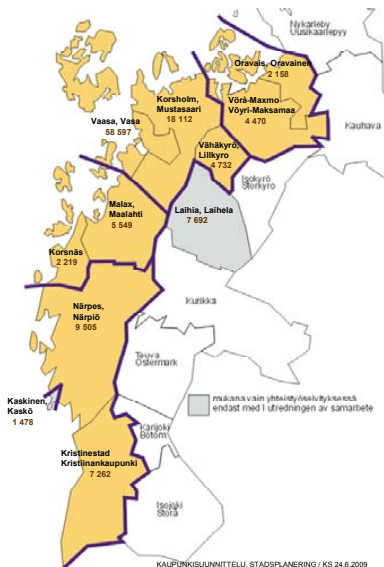 Nykarleby
Uusikaarlepyy
Oravais, Oravainen
2 158
Korsholm,
Mustasaari
18 112
Vörå-Maxmo
Vöyri-Maksamaa
4 470
Vaasa, Vasa
58 597
Kauhava
Vähäkyrö,
Lillkyro
4 732
Isokyrö
Storkyro
Malax,
Maalahti
5 549
Laihia, Laihela
7 692
Korsnäs
2 219
Kurikka
Närpes,
Närpiö
9 505
Teuva
Östermark
Kaskinen,
Kaskö
1 478
mukana vain yhteistyöselvityksessä
endast med i utredningen av samarbete
Karijoki
Bötom
Kristinestad
Kristiinankaupunki
7 262
Isojoki
Storå
KAUPUNKISUUNNITTELU, STADSPLANERING / KS 24.6.2009